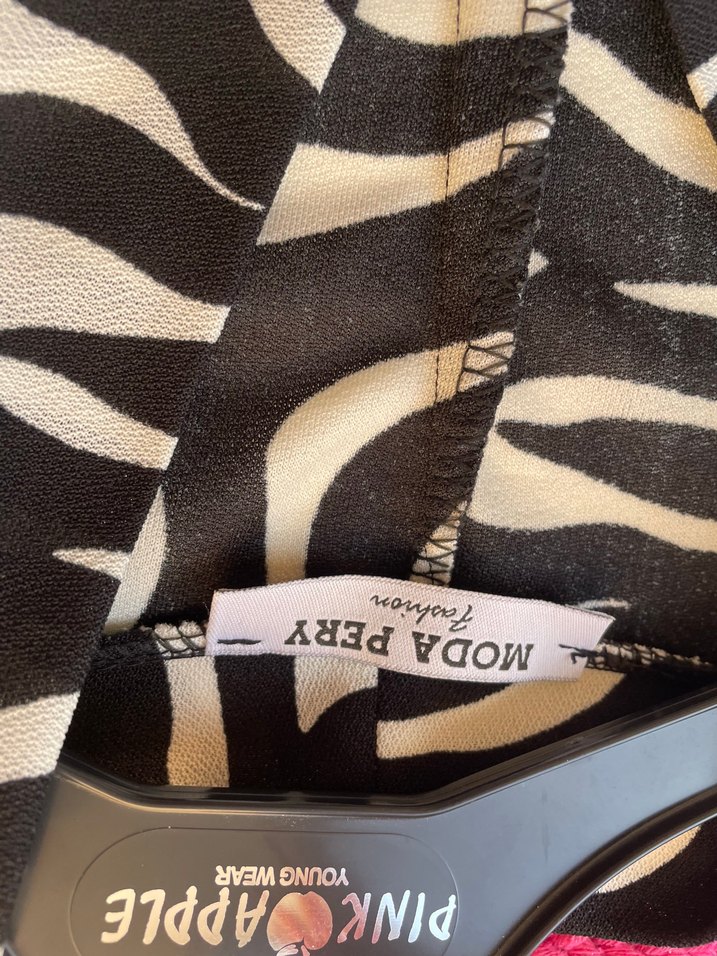 MODA PERY
fashion
PINK APPLE
YOUNG WEAR